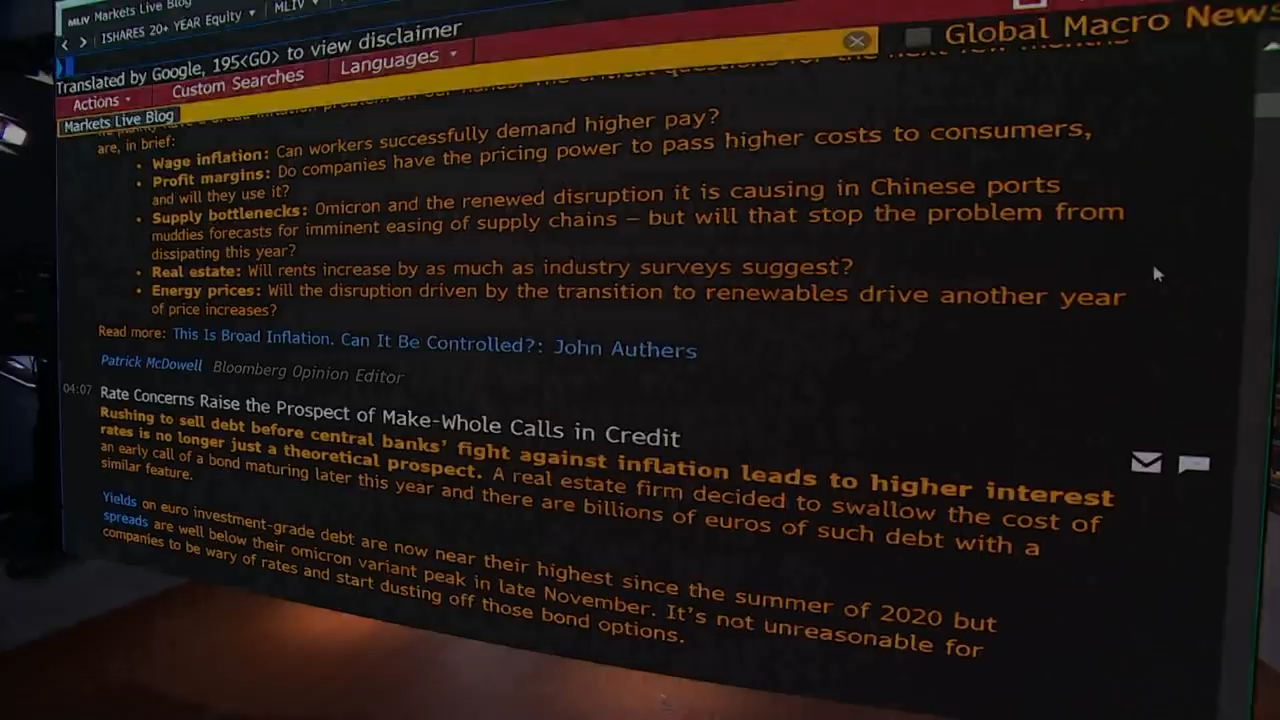 MLIV Markets Live Blog
ISHARES 20+ YEAR Equity MLIV
Translated by Google, 195<GO> to view disclaimer
Actions Custom Searches Languages Global Macro News
Markets Live Blog
are, in brief:
• Wage inflation: Can workers successfully demand higher pay?
• Profit margins: Do companies have the pricing power to pass higher costs to consumers,
and will they use it?
• Supply bottlenecks: Omicron and the renewed disruption it is causing in Chinese ports
muddies forecasts for imminent easing of supply chains – but will that stop the problem from
dissipating this year?
• Real estate: Will rents increase by as much as industry surveys suggest?
• Energy prices: Will the disruption driven by the transition to renewables drive another year
of price increases?
Read more: This Is Broad Inflation. Can It Be Controlled?: John Authers
Patrick McDowell Bloomberg Opinion Editor
04:07 Rate Concerns Raise the Prospect of Make-Whole Calls in Credit
Rushing to sell debt before central banks' fight against inflation leads to higher interest
rates is no longer just a theoretical prospect. A real estate firm decided to swallow the cost of
an early call of a bond maturing later this year and there are billions of euros of such debt with a
similar feature.
Yields on euro investment-grade debt are now near their highest since the summer of 2020 but
spreads are well below their omicron variant peak in late November. It's not unreasonable for
companies to be wary of rates and start dusting off those bond options.